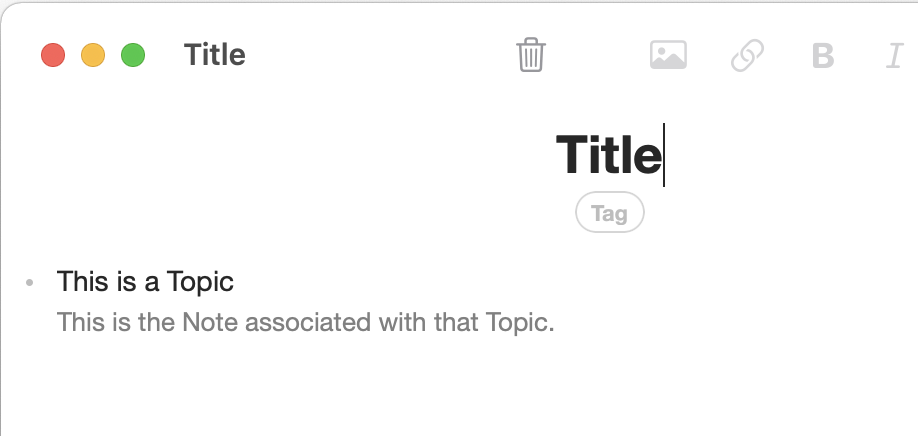 Title
B I
Title
Tag
This is a Topic
This is the Note associated with that Topic.